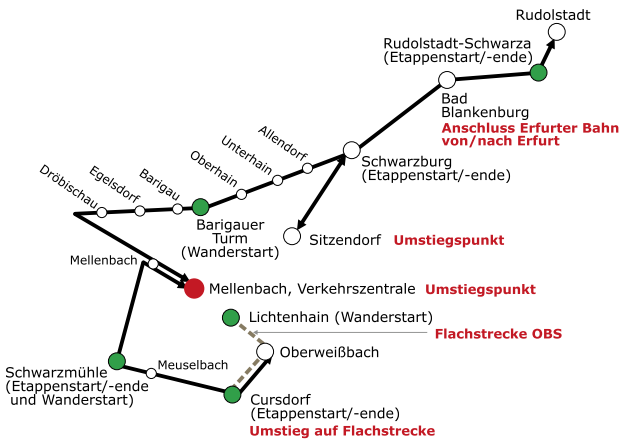 Rudolstadt
Rudolstadt-Schwarza
(Etappenstart/-ende)
Bad
Blankenburg
Anschluss Erfurter Bahn
von/nach Erfurt
Allendorf
Unterhain
Oberhain
Barigau
Egelsdorf
Dröbischau
Schwarzburg
(Etappenstart/-ende)
Barigauer
Turm
(Wanderstart)
Sitzendorf Umstiegspunkt
Mellenbach
Mellenbach, Verkehrszentrale Umstiegspunkt
Lichtenhain (Wanderstart)
Flachstrecke OBS
Oberweißbach
Meuselbach
Schwarzmühle
(Etappenstart/-ende
und Wanderstart)
Cursdorf
(Etappenstart/-ende)
Umstieg auf Flachstrecke